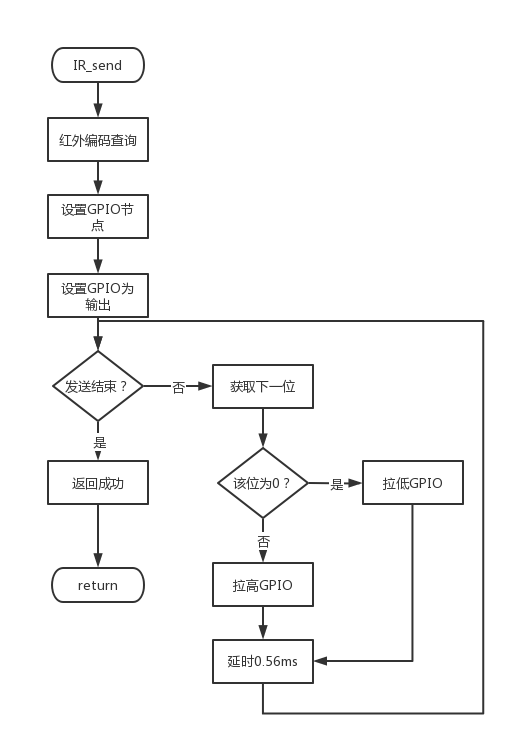 IR_send
红外编码查询
设置GPIO节
点
设置GPIO为
输出
发送结束？
否
获取下一位
是
返回成功
该位为0？
是
拉低GPIO
否
拉高GPIO
return
延时0.56ms